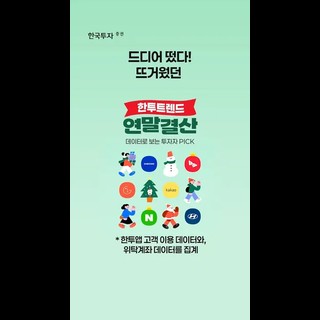 한국투자 증권
드디어 떴다!
뜨거웠던
한투트렌드
연말결산
데이터로 보는 투자자 PICK
N
* 한투앱 고객 이용 데이터와,
위탁계좌 데이터를 집계